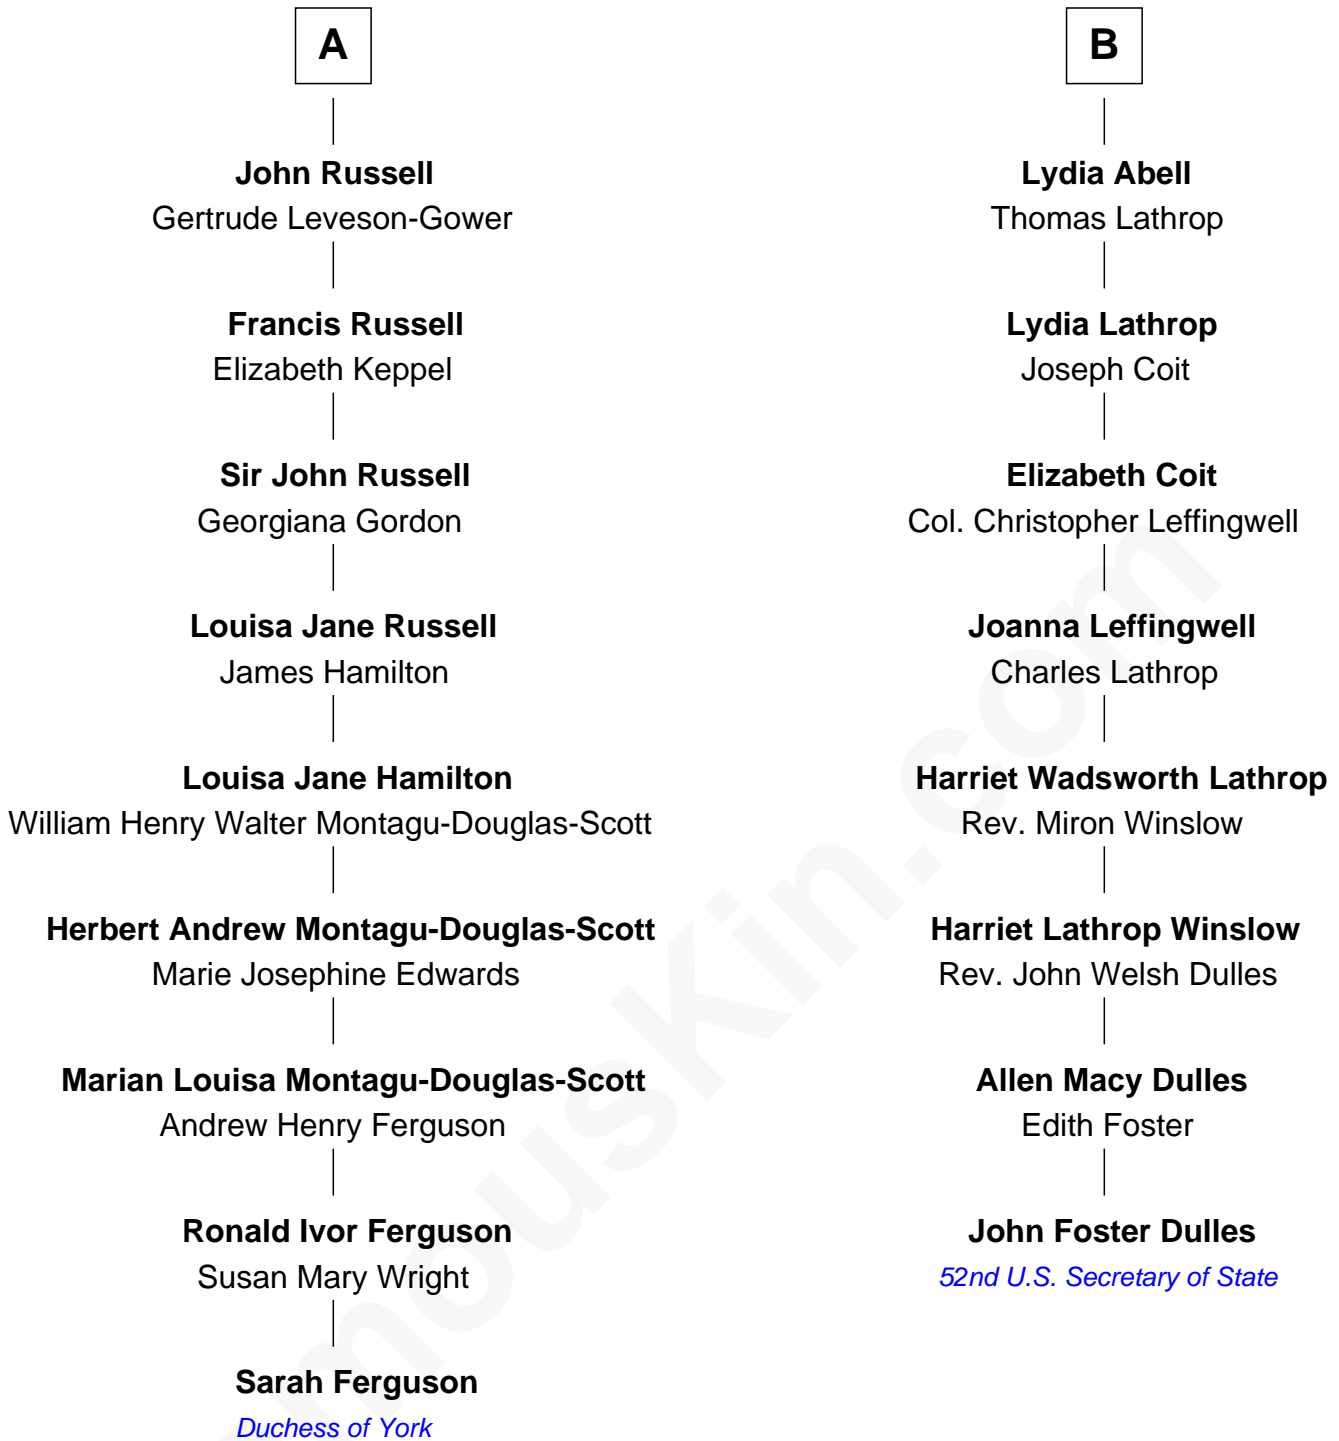 A
John Russell
Gertrude Leveson-Gower
Francis Russell
Elizabeth Keppel
Sir John Russell
Georgiana Gordon
Louisa Jane Russell
James Hamilton
Louisa Jane Hamilton
William Henry Walter Montagu-Douglas-Scott
Herbert Andrew Montagu-Douglas-Scott
Marie Josephine Edwards
Marian Louisa Montagu-Douglas-Scott
Andrew Henry Ferguson
Ronald Ivor Ferguson
Susan Mary Wright
Sarah Ferguson
Duchess of York
B
Lydia Abell
Thomas Lathrop
Lydia Lathrop
Joseph Coit
Elizabeth Coit
Col. Christopher Leffingwell
Joanna Leffingwell
Charles Lathrop
Harriet Wadsworth Lathrop
Rev. Miron Winslow
Harriet Lathrop Winslow
Rev. John Welsh Dulles
Allen Macy Dulles
Edith Foster
John Foster Dulles
52nd U.S. Secretary of State
mouskin.com